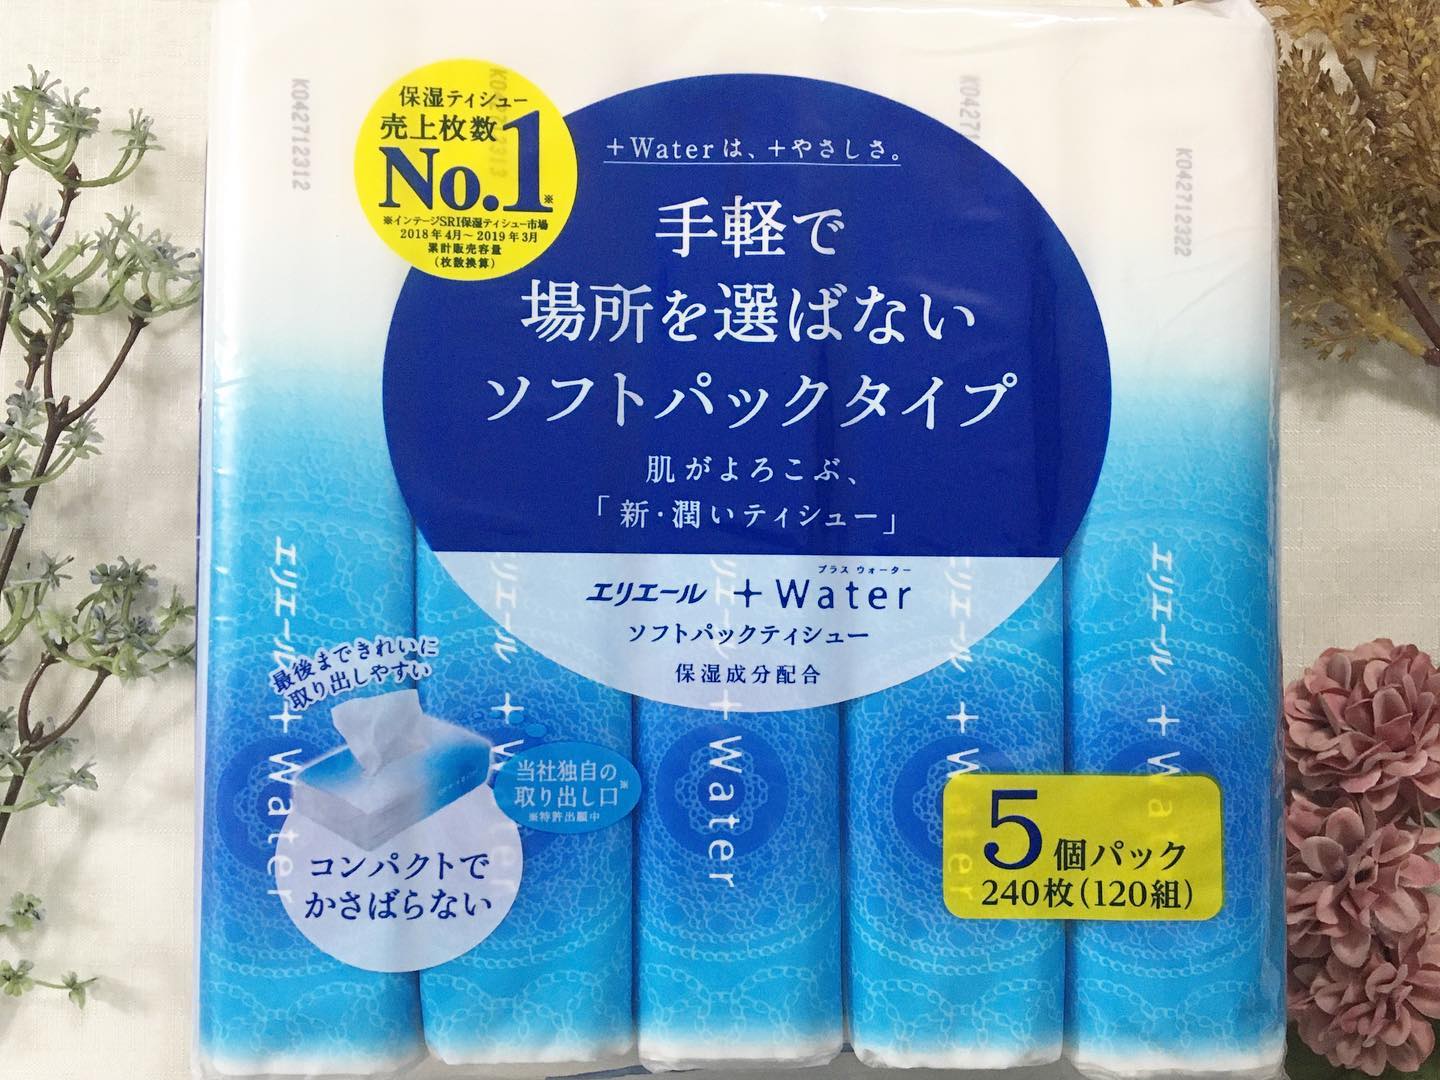 保湿ティシュー
売上枚数
No.1※
※インテージSRI保湿ティシュー市場
2018年4月～2019年3月
累計販売容量
(枚数換算)
K042712312
K042712313
K04271
K042712322
+Waterは、+やさしさ。
手軽で
場所を選ばない
ソフトパックタイプ
肌がよろこぶ、
「新・潤いティシュー」
プラス ウォーター
エリエール +Water
ソフトパックティシュー
保湿成分配合
最後まできれいに
取り出しやすい
当社独自の
取り出し口※
※特許出願中
コンパクトで
かさばらない
5個パック
240枚(120組)
エリエール +Water
エリエール +W
+Water
エリエール +W
エリエール +Water